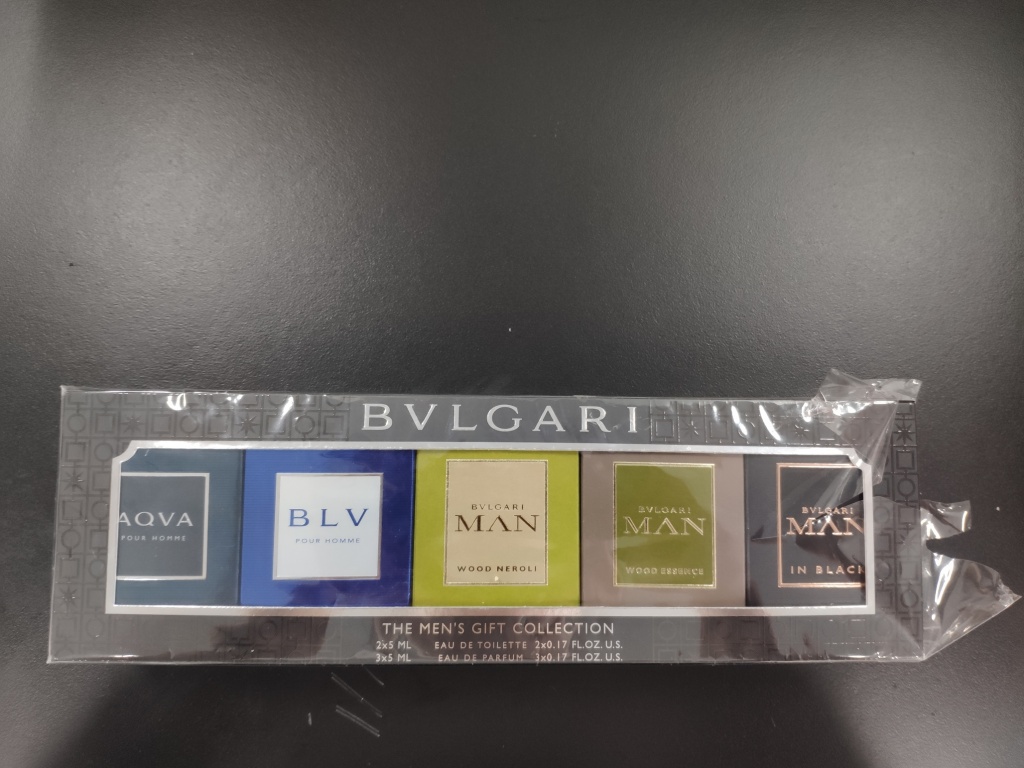 BVLGARI
AQVA
POUR HOMME
BLV
POUR HOMME
BVLGARI
MAN
WOOD NEROLI
BVLGARI
MAN
WOOD ESSENCE
BVLGARI
MAN
IN BLACK
THE MEN'S GIFT COLLECTION
2x5 ML EAU DE TOILETTE 2x0.17 FL.OZ. U.S.
3x5 ML EAU DE PARFUM 3x0.17 FL.OZ. U.S.